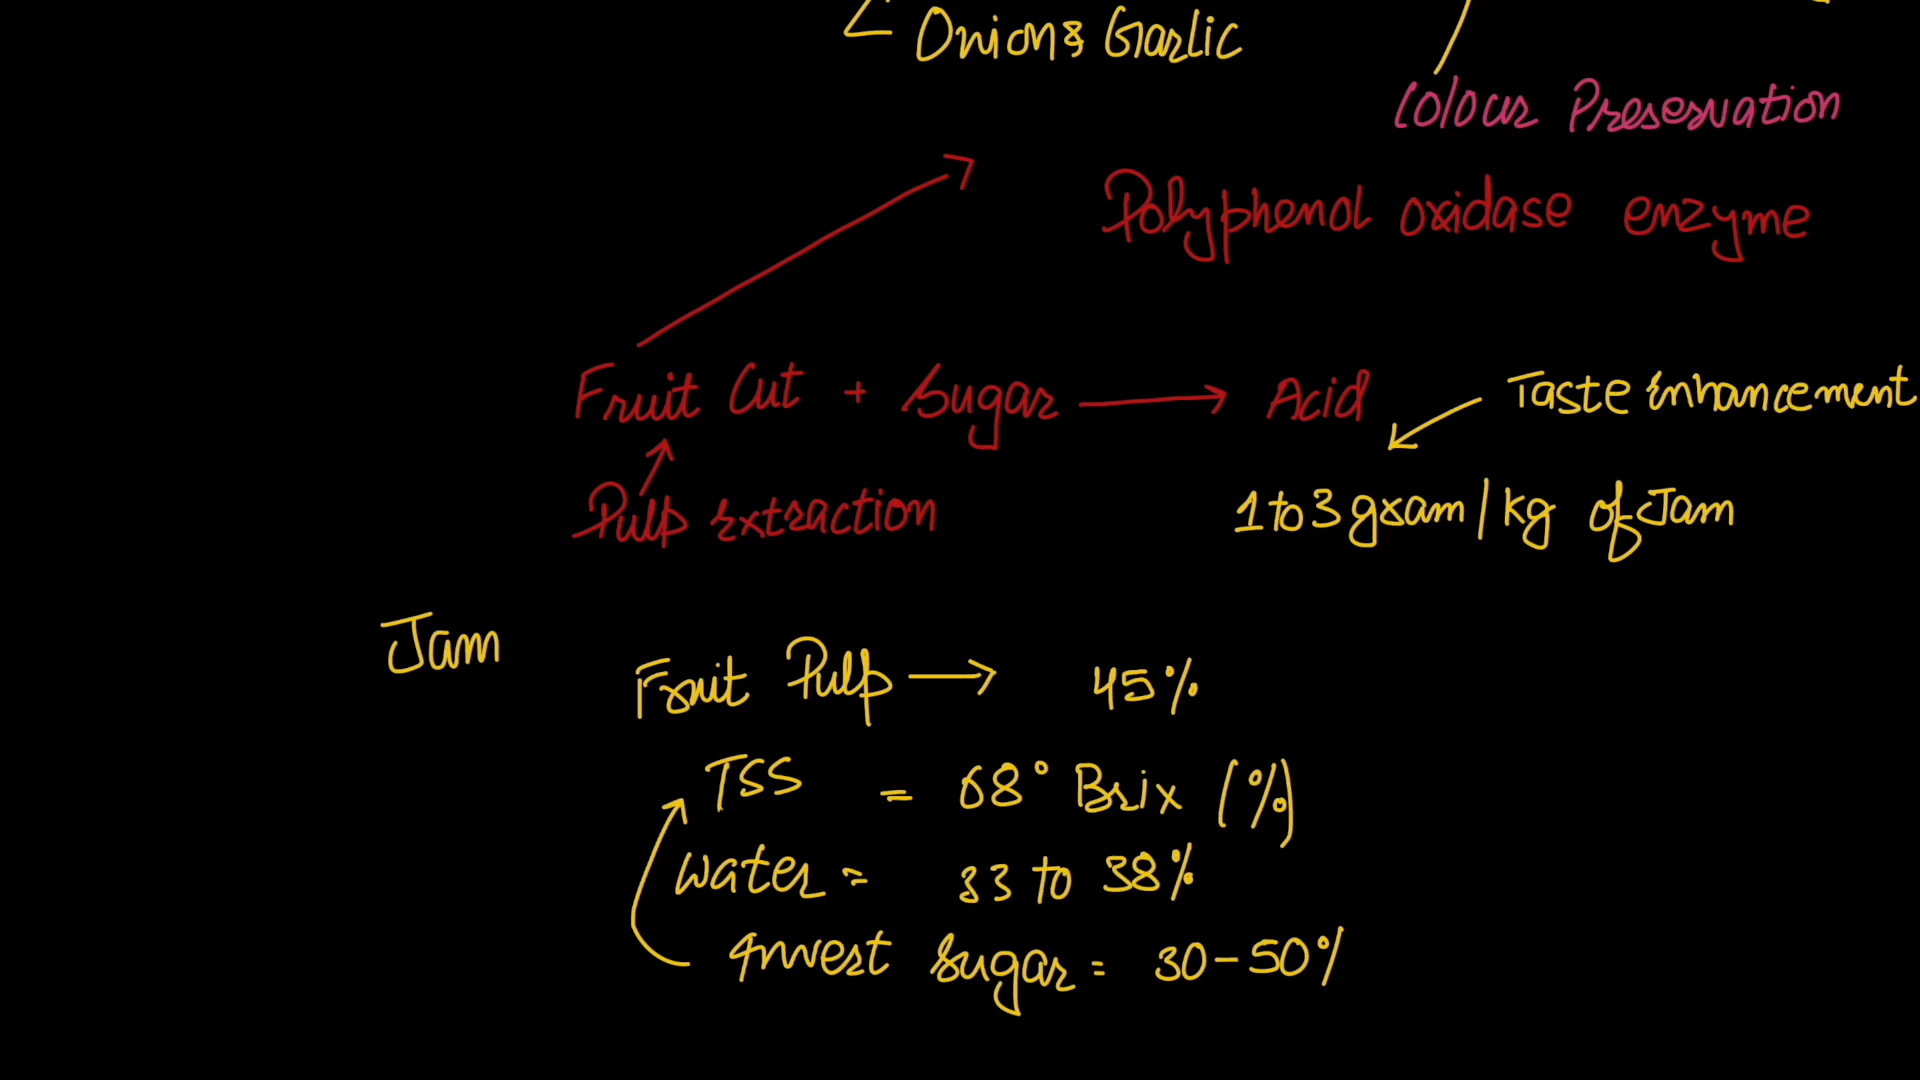 Onion & Garlic
Colour Preservation
Polyphenol oxidase enzyme
Fruit Cut + Sugar → Acid
Taste Enhancement
Pulp Extraction
1 to 3 gram / kg of Jam
Jam
Fruit Pulp → 45%
TSS = 68° Brix (%)
Water = 33 to 38%
Invert Sugar = 30-50%